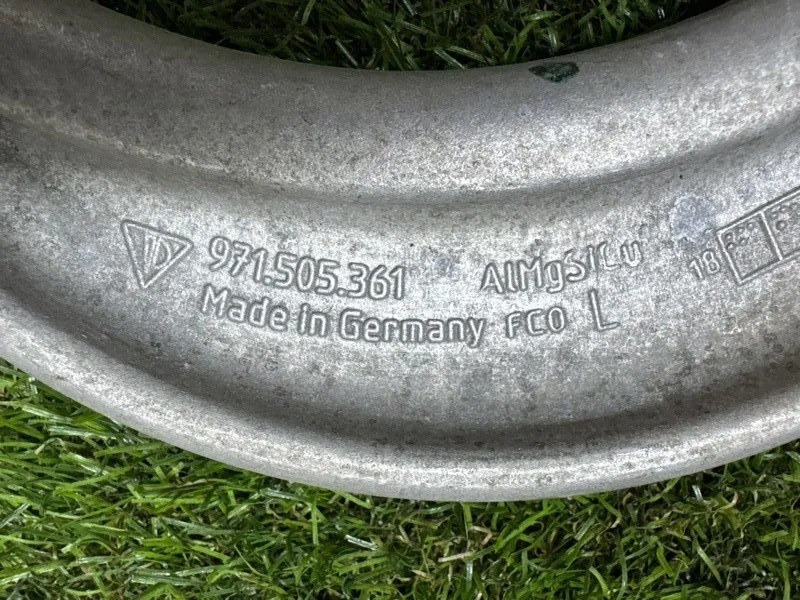 971.505.361 AlMgSiCu 18
Made in Germany FCO L